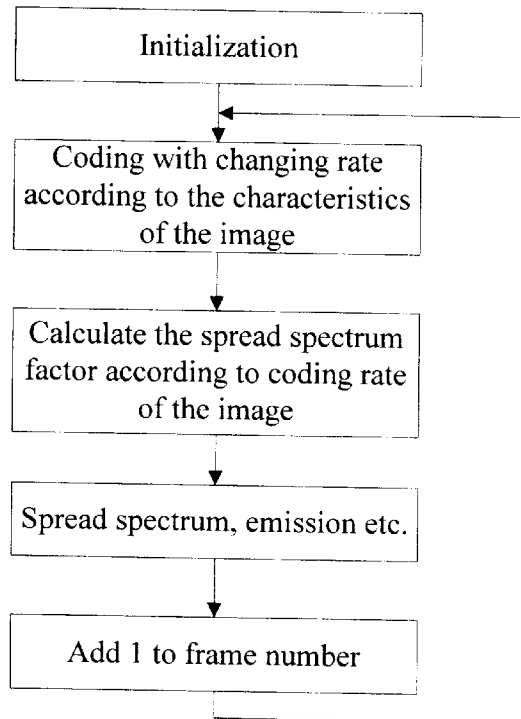 Initialization
Coding with changing rate
according to the characteristics
of the image
Calculate the spread spectrum
factor according to coding rate
of the image
Spread spectrum, emission etc.
Add 1 to frame number